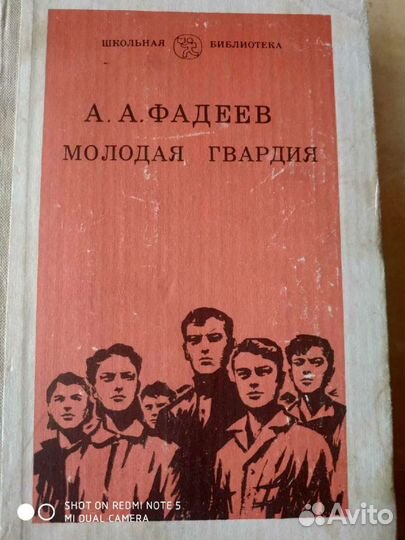 ШКОЛЬНАЯ БИБЛИОТЕКА
А. А. ФАДЕЕВ
МОЛОДАЯ ГВАРДИЯ
SHOT ON REDMI NOTE 5
MI DUAL CAMERA
Avito